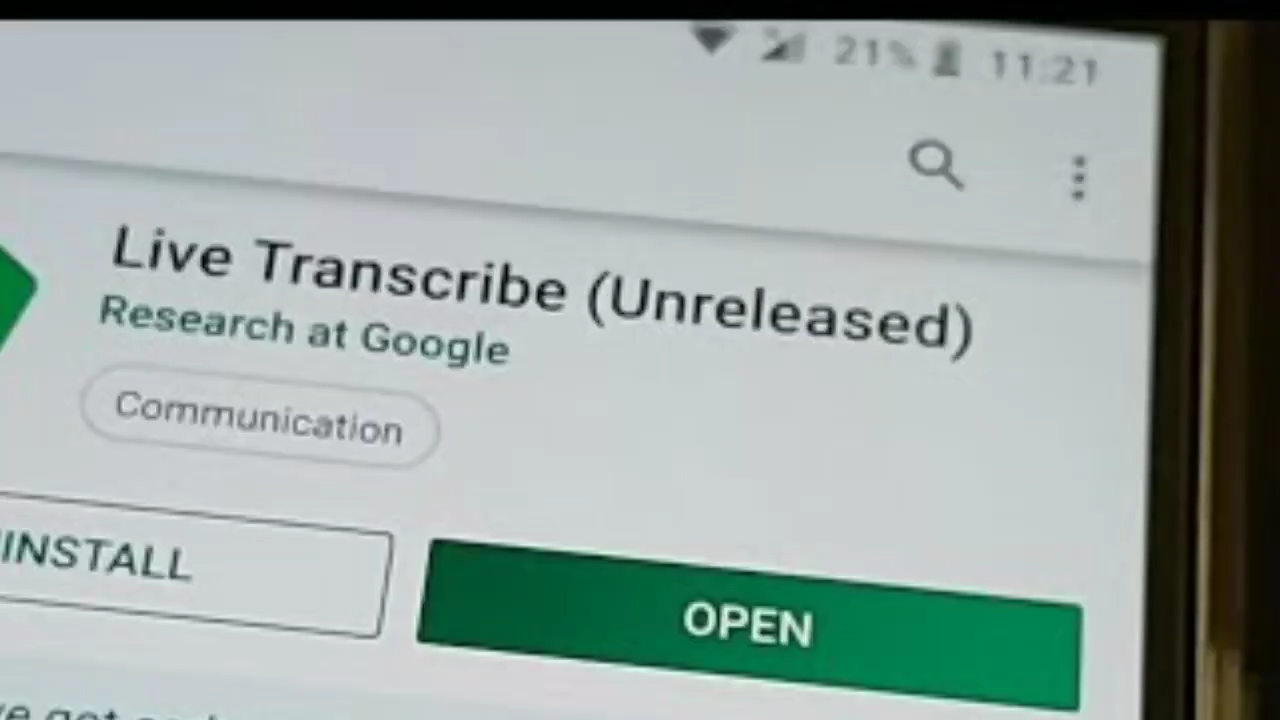 21% 11:21
Live Transcribe (Unreleased)
Research at Google
Communication
INSTALL
OPEN